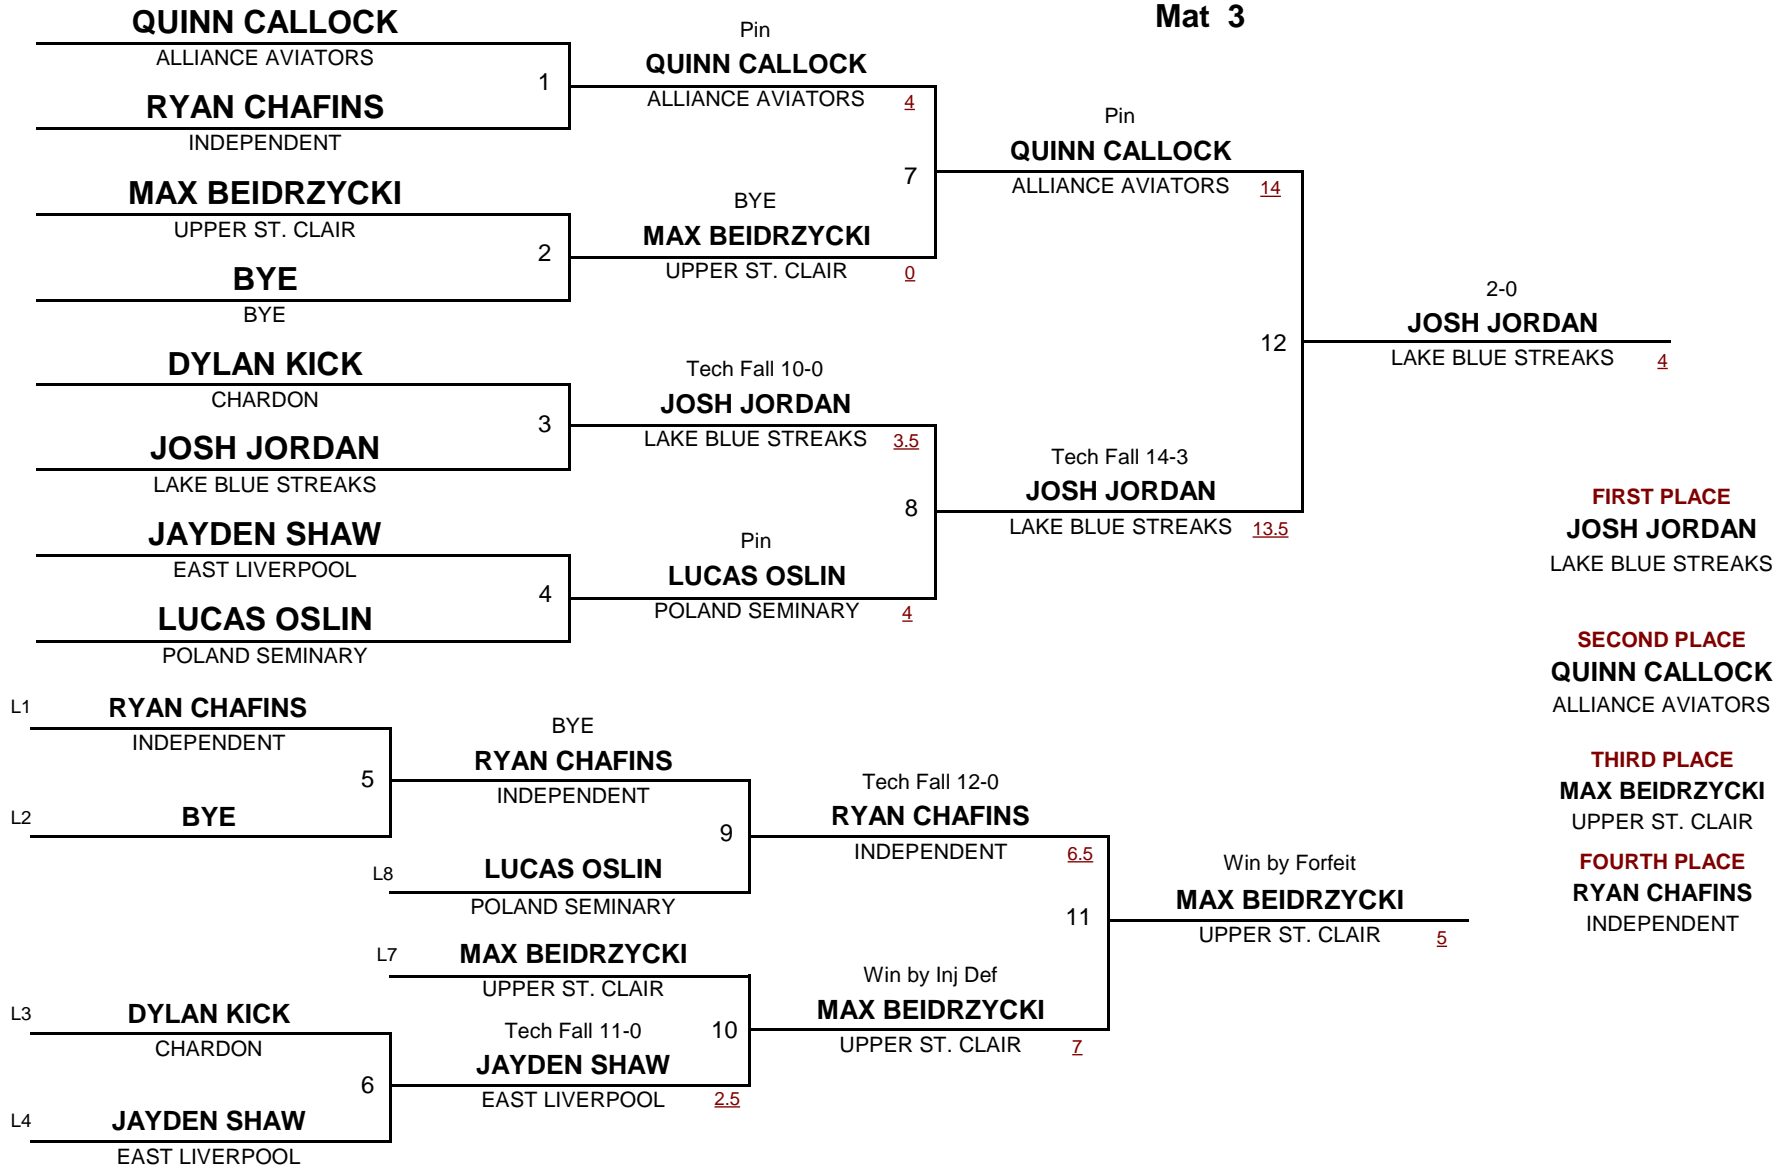 Mat 3
QUINN CALLOCK
ALLIANCE AVIATORS
1
RYAN CHAFINS
INDEPENDENT
MAX BEIDRZYCKI
UPPER ST. CLAIR
2
BYE
BYE
DYLAN KICK
CHARDON
3
JOSH JORDAN
LAKE BLUE STREAKS
JAYDEN SHAW
EAST LIVERPOOL
4
LUCAS OSLIN
POLAND SEMINARY
Pin
QUINN CALLOCK
ALLIANCE AVIATORS 4
7
BYE
MAX BEIDRZYCKI
UPPER ST. CLAIR 0
Tech Fall 10-0
JOSH JORDAN
LAKE BLUE STREAKS 3.5
8
Pin
LUCAS OSLIN
POLAND SEMINARY 4
Pin
QUINN CALLOCK
ALLIANCE AVIATORS 14
12
Tech Fall 14-3
JOSH JORDAN
LAKE BLUE STREAKS 13.5
2-0
JOSH JORDAN
LAKE BLUE STREAKS 4
FIRST PLACE
JOSH JORDAN
LAKE BLUE STREAKS
SECOND PLACE
QUINN CALLOCK
ALLIANCE AVIATORS
THIRD PLACE
MAX BEIDRZYCKI
UPPER ST. CLAIR
FOURTH PLACE
RYAN CHAFINS
INDEPENDENT
L1 RYAN CHAFINS
INDEPENDENT
5
L2 BYE
BYE
RYAN CHAFINS
INDEPENDENT
9
L8 LUCAS OSLIN
POLAND SEMINARY
L7 MAX BEIDRZYCKI
UPPER ST. CLAIR
10
L3 DYLAN KICK
CHARDON
6
L4 JAYDEN SHAW
EAST LIVERPOOL
Tech Fall 11-0
JAYDEN SHAW
EAST LIVERPOOL 2.5
Tech Fall 12-0
RYAN CHAFINS
INDEPENDENT 6.5
11
Win by Inj Def
MAX BEIDRZYCKI
UPPER ST. CLAIR 7
Win by Forfeit
MAX BEIDRZYCKI
UPPER ST. CLAIR 5